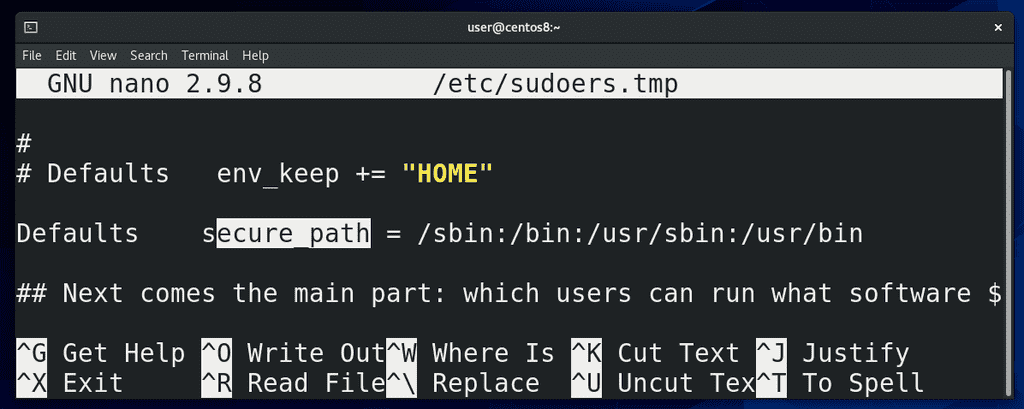 user@centos8:~ ×
File Edit View Search Terminal Help
GNU nano 2.9.8 /etc/sudoers.tmp
#
# Defaults env_keep += "HOME"
Defaults secure_path = /sbin:/bin:/usr/sbin:/usr/bin
## Next comes the main part: which users can run what software $
^G Get Help ^O Write Out ^W Where Is ^K Cut Text ^J Justify
^X Exit ^R Read File ^\ Replace ^U Uncut Tex ^T To Spell